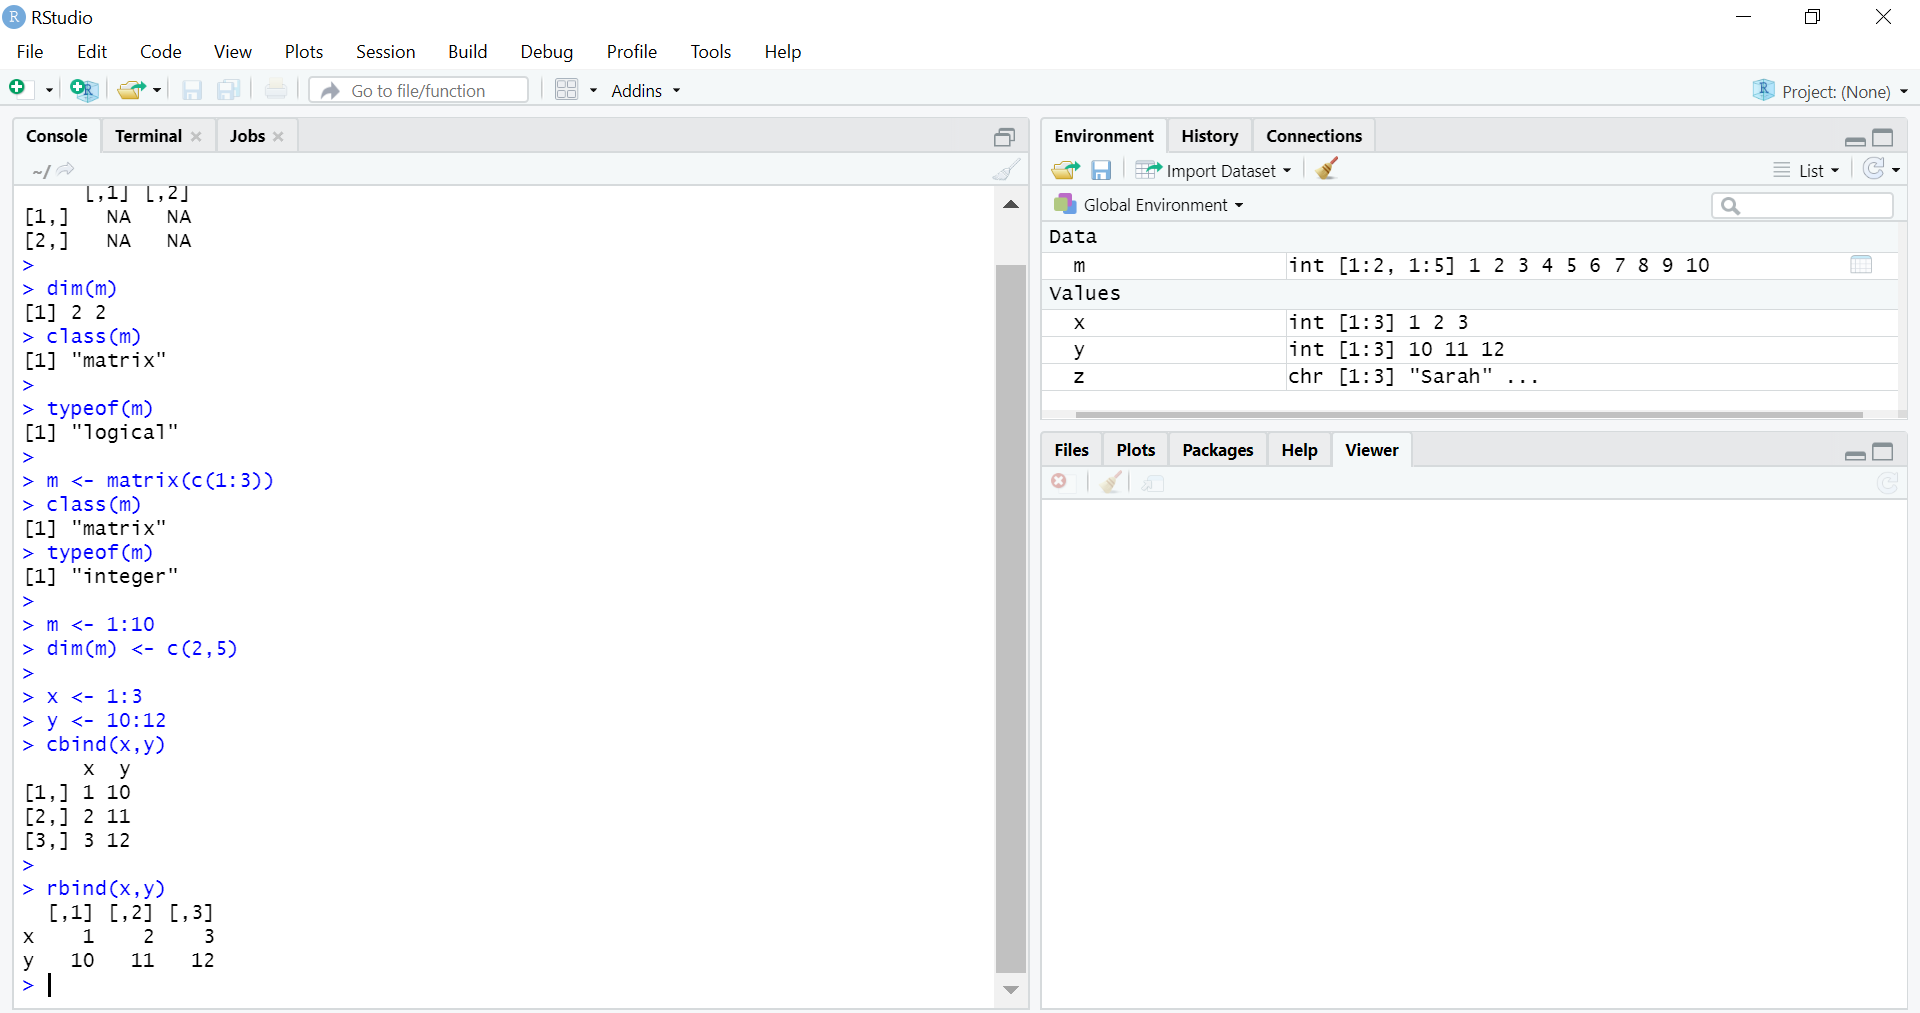 RStudio
File Edit Code View Plots Session Build Debug Profile Tools Help
Go to file/function Addins Project: (None)
Console Terminal Jobs
~/
[,1] [,2]
[1,] NA NA
[2,] NA NA
>
> dim(m)
[1] 2 2
> class(m)
[1] "matrix"
>
> typeof(m)
[1] "logical"
>
> m <- matrix(c(1:3))
> class(m)
[1] "matrix"
> typeof(m)
[1] "integer"
>
> m <- 1:10
> dim(m) <- c(2,5)
>
> x <- 1:3
> y <- 10:12
> cbind(x,y)
x y
[1,] 1 10
[2,] 2 11
[3,] 3 12
>
> rbind(x,y)
[,1] [,2] [,3]
x 1 2 3
y 10 11 12
>
Environment History Connections
Import Dataset List
Global Environment
Data
m int [1:2, 1:5] 1 2 3 4 5 6 7 8 9 10
Values
x int [1:3] 1 2 3
y int [1:3] 10 11 12
z chr [1:3] "Sarah" ...
Files Plots Packages Help Viewer